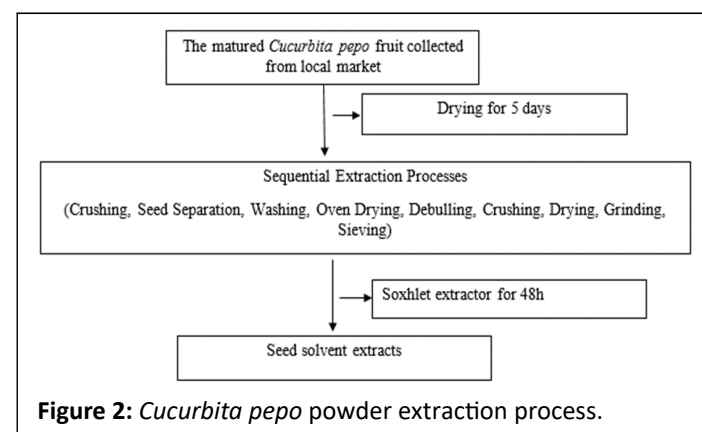 The matured Cucurbita pepo fruit collected
from local market
Drying for 5 days
Sequential Extraction Processes
(Crushing, Seed Separation, Washing, Oven Drying, Debulling, Crushing, Drying, Grinding,
Sieving)
Soxhlet extractor for 48h
Seed solvent extracts
Figure 2: Cucurbita pepo powder extraction process.